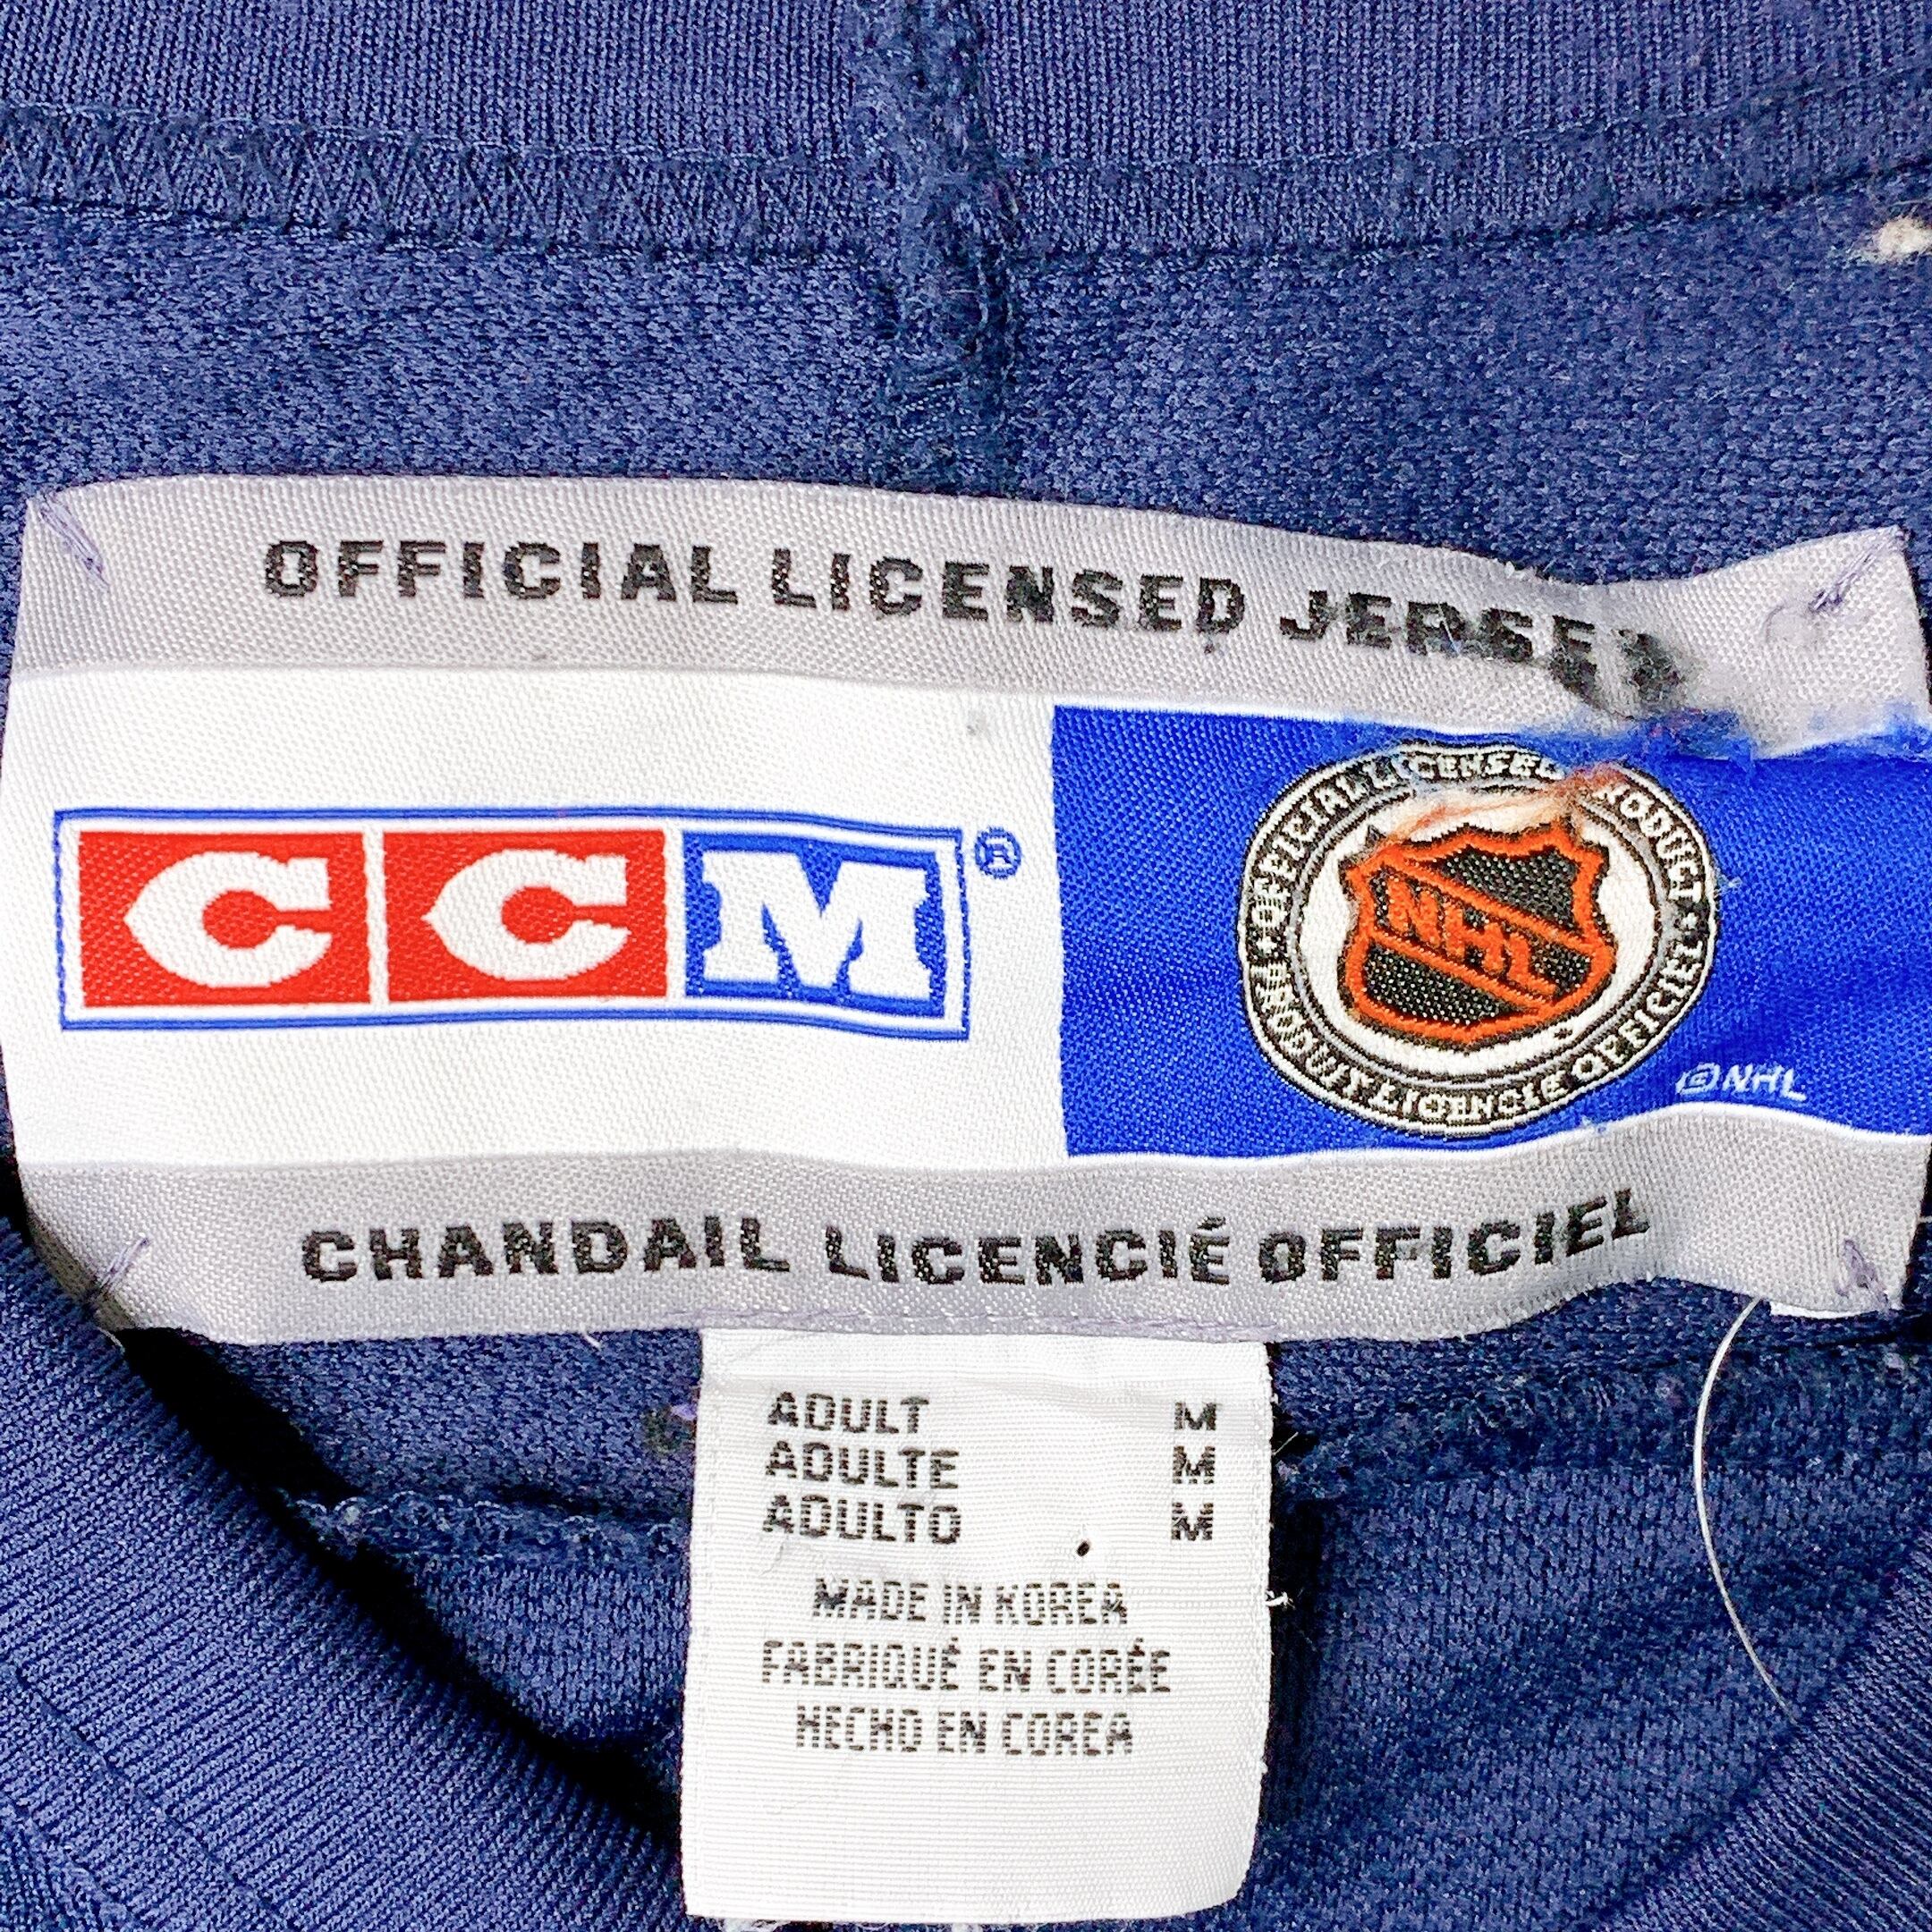 OFFICIAL LICENSED JERSEY
CCM®
OFFICIAL LICENSED PRODUCT
NHL
PRODUIT LICENCIÉ OFFICIEL
©NHL
CHANDAIL LICENCIÉ OFFICIEL
ADULT M
ADULTE M
ADULTO M
MADE IN KOREA
FABRIQUÉ EN CORÉE
HECHO EN COREA